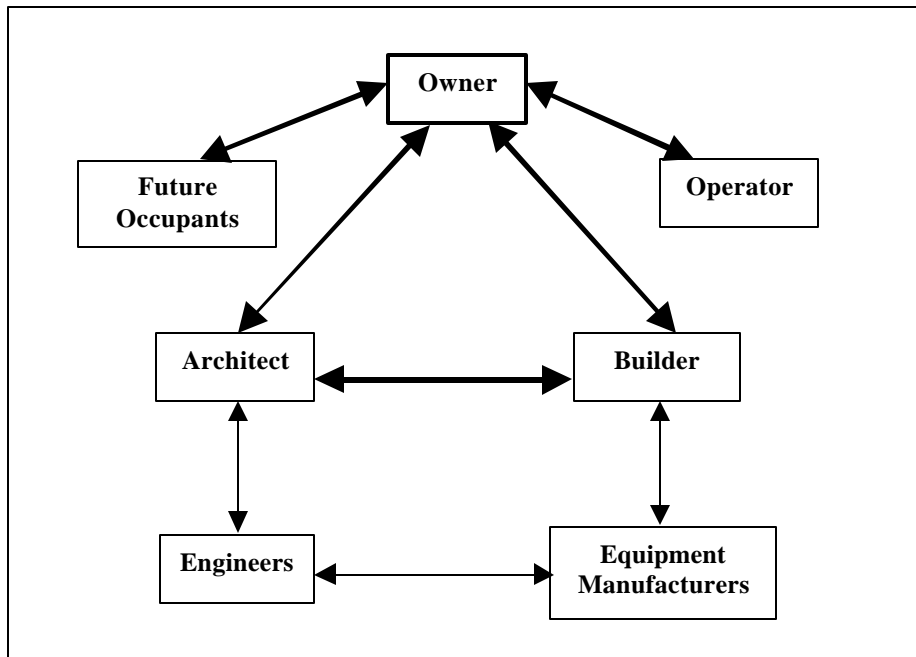 Owner
Future
Occupants
Operator
Architect
Builder
Engineers
Equipment
Manufacturers